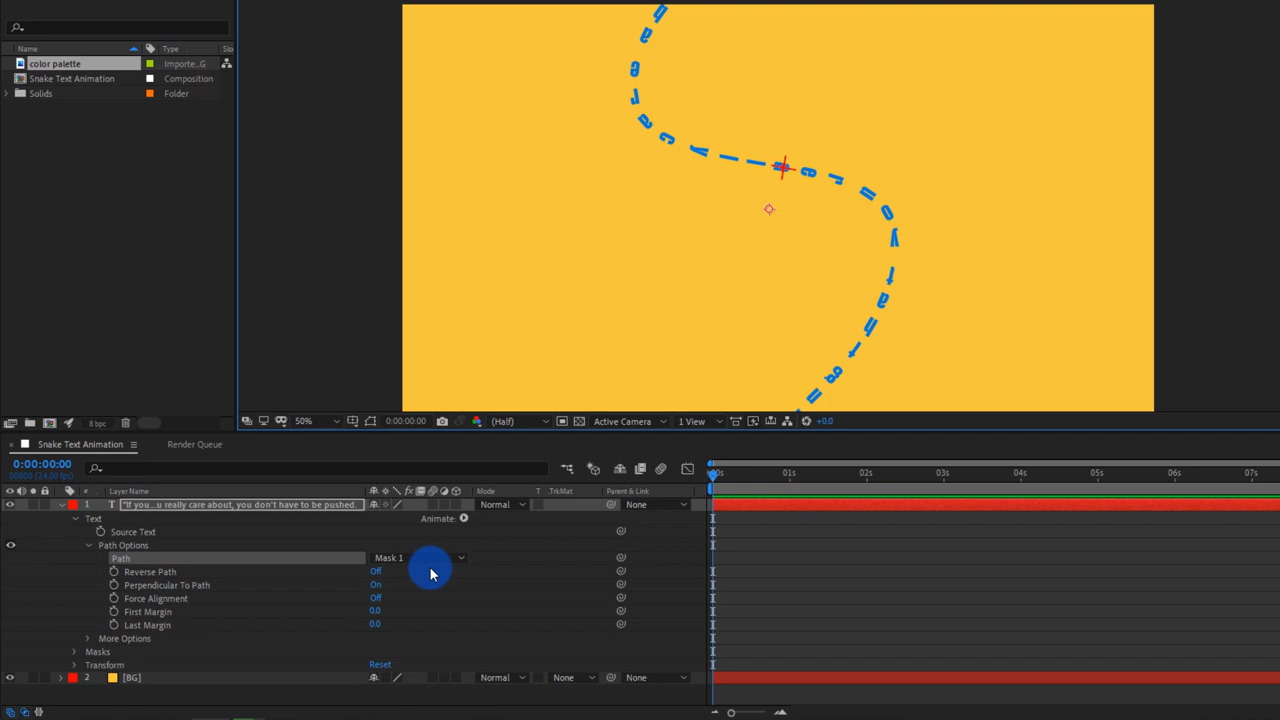 Name Type Siz
color palette Importe..G
Snake Text Animation Composition
Solids Folder
8 bpc
50% 0:00:00:00 (Half) Active Camera 1 View +0.0
Snake Text Animation Render Queue
0:00:00:00
00000 (24.00 fps)
# Layer Name Mode T .TrkMat Parent & Link
:00s 01s 02s 03s 04s 05s 06s 07s
1 T "If you...u really care about, you don't have to be pushed. Normal None
Text Animate:
Source Text
Path Options
Path Mask 1
Reverse Path Off
Perpendicular To Path On
Force Alignment Off
First Margin 0.0
Last Margin 0.0
More Options
Masks
Transform Reset
2 [BG] Normal None None